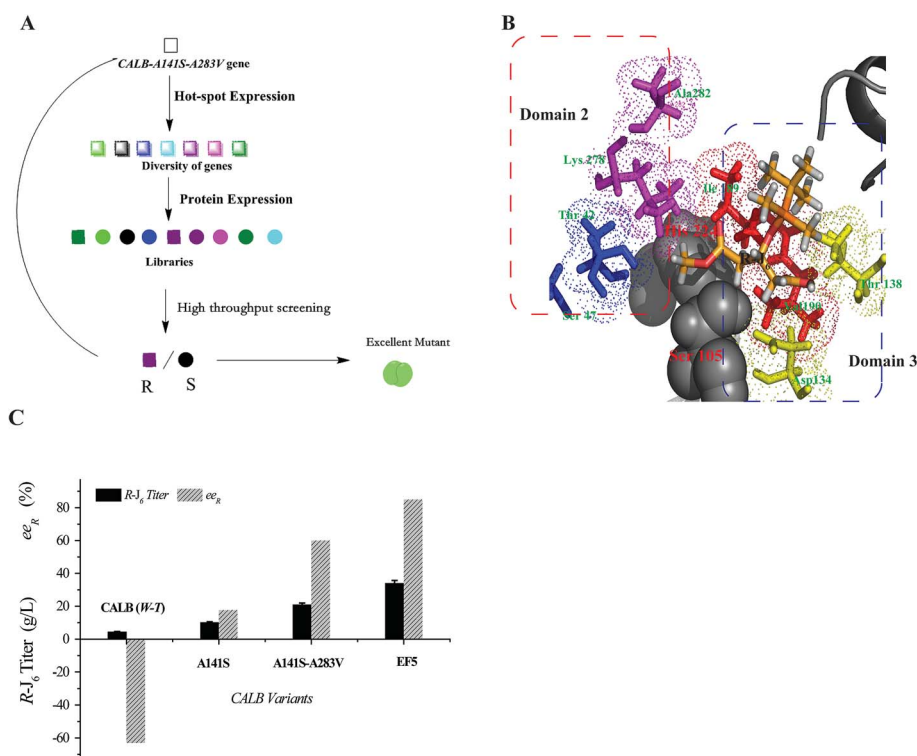 A
CALB-A141S-A283V gene
Hot-spot Expression
Diversity of genes
Protein Expression
Libraries
High throughput screening
R / S
Excellent Mutant
B
Domain 2
Ala282
Lys 278
Thr 42
Ser 47
Ser 105
Thr 138
Asp134
Domain 3
C
R-J6 Titer
eeR
eeR (%)
R-J6 Titer (g/L)
80
60
40
20
0
-20
-40
-60
CALB (W-T)
A141S
A141S-A283V
EF5
CALB Variants